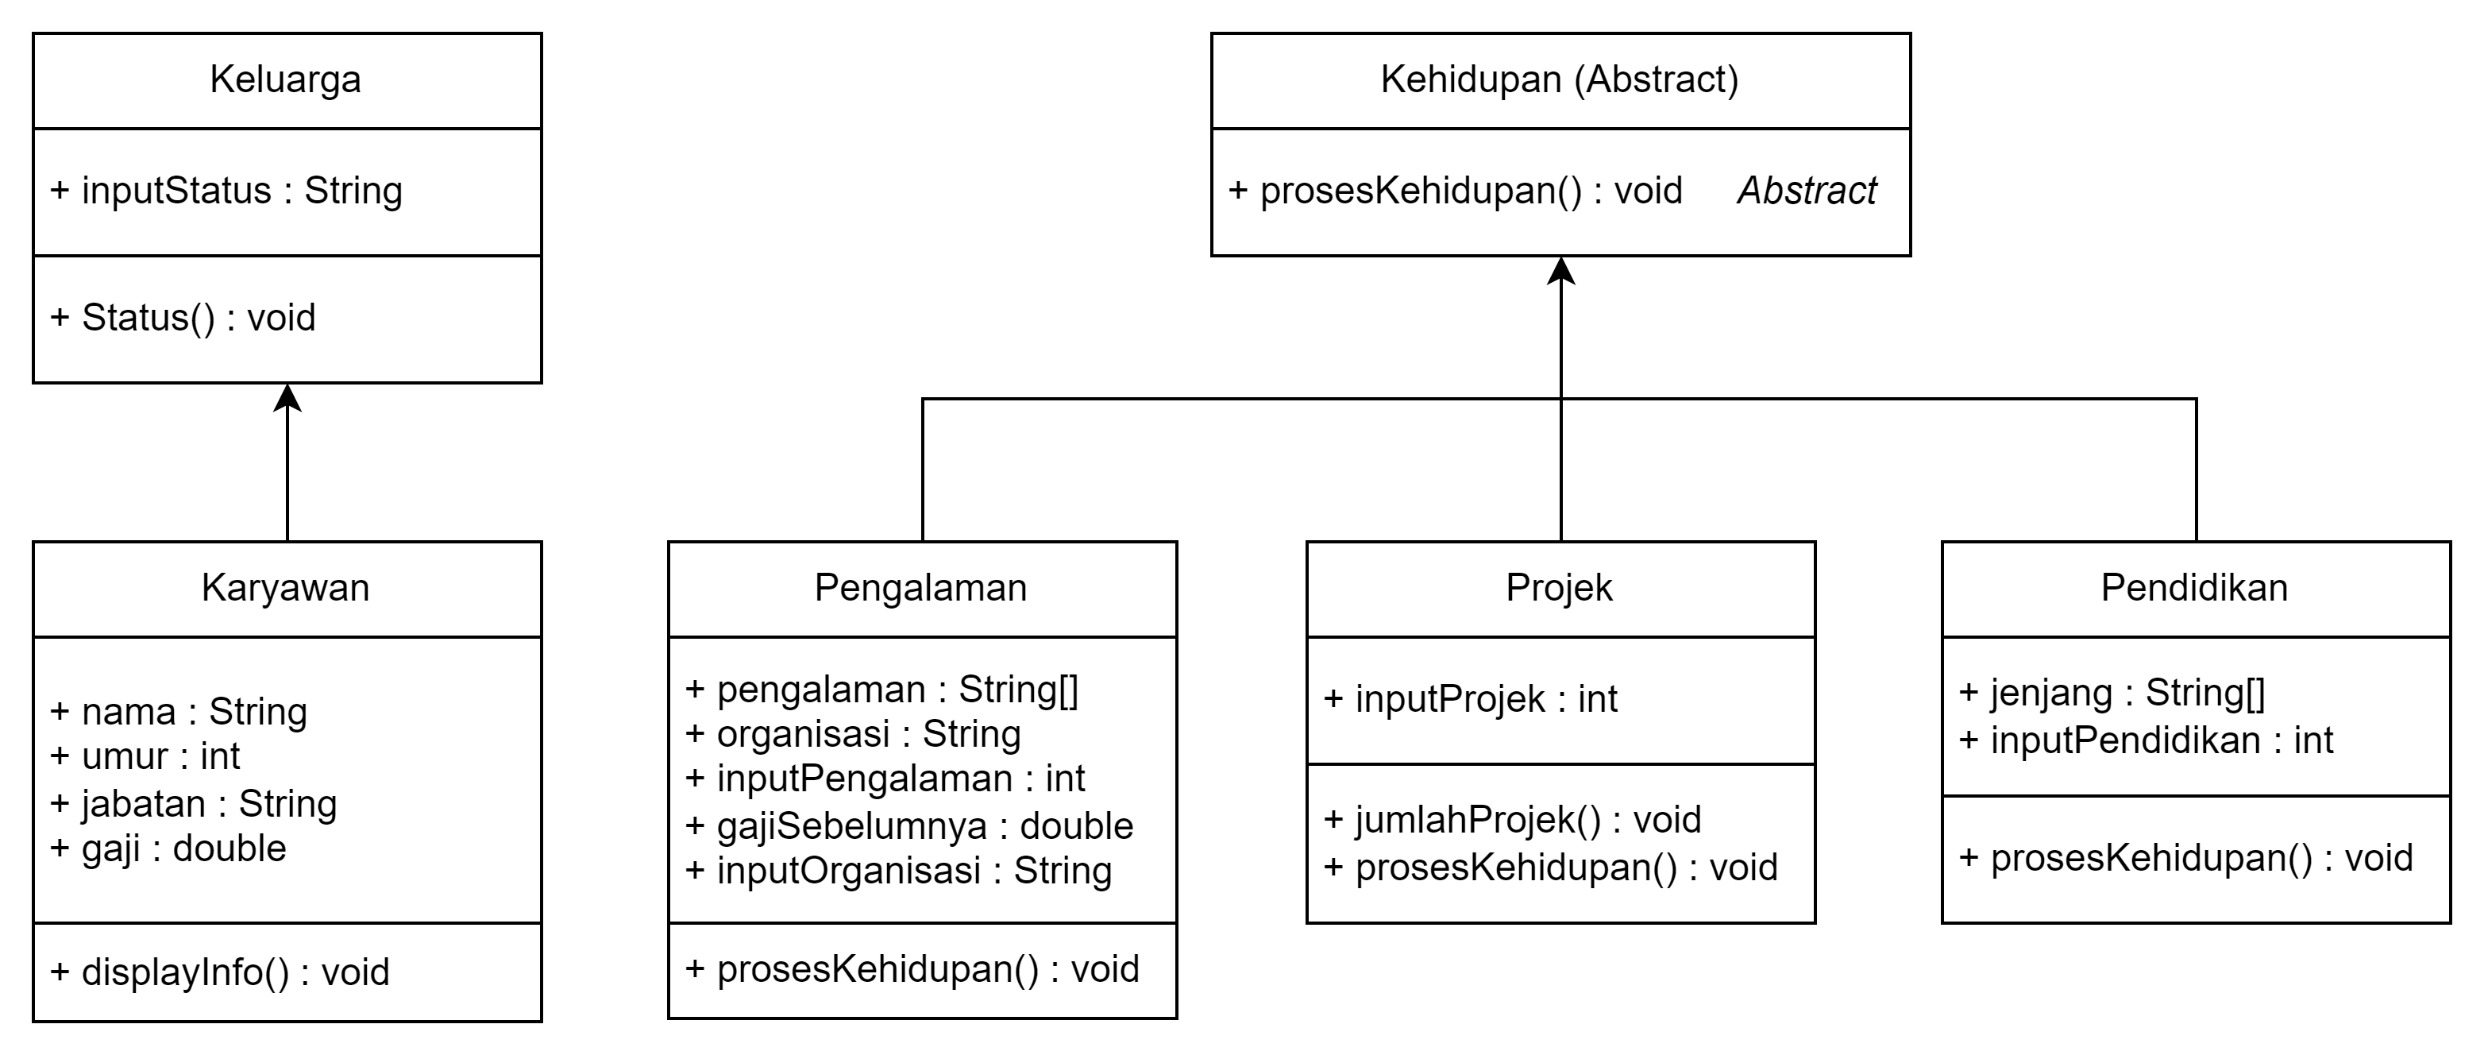 Keluarga
+ inputStatus : String
+ Status() : void
Kehidupan (Abstract)
+ prosesKehidupan() : void Abstract
Karyawan
+ nama : String
+ umur : int
+ jabatan : String
+ gaji : double
+ displayInfo() : void
Pengalaman
+ pengalaman : String[]
+ organisasi : String
+ inputPengalaman : int
+ gajiSebelumnya : double
+ inputOrganisasi : String
+ prosesKehidupan() : void
Projek
+ inputProjek : int
+ jumlahProjek() : void
+ prosesKehidupan() : void
Pendidikan
+ jenjang : String[]
+ inputPendidikan : int
+ prosesKehidupan() : void